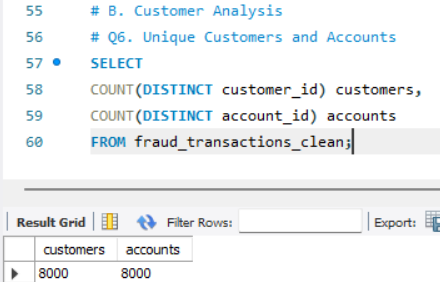 55 # B. Customer Analysis
56 # Q6. Unique Customers and Accounts
57 SELECT
58 COUNT(DISTINCT customer_id) customers,
59 COUNT(DISTINCT account_id) accounts
60 FROM fraud_transactions_clean;
Result Grid Filter Rows: Export:
customers accounts
8000 8000